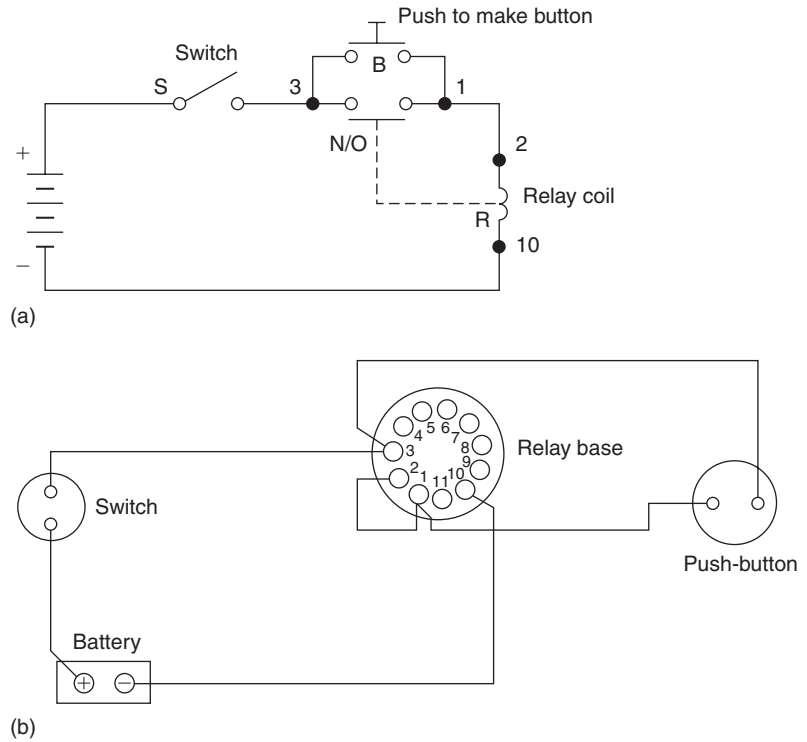 Push to make button
Switch
S
3
B
1
N/O
2
+
Relay coil
R
10
−
(a)
5 6
4 7
3 8
Relay base
2 9
1 11 10
Switch
Push-button
Battery
+ −
(b)